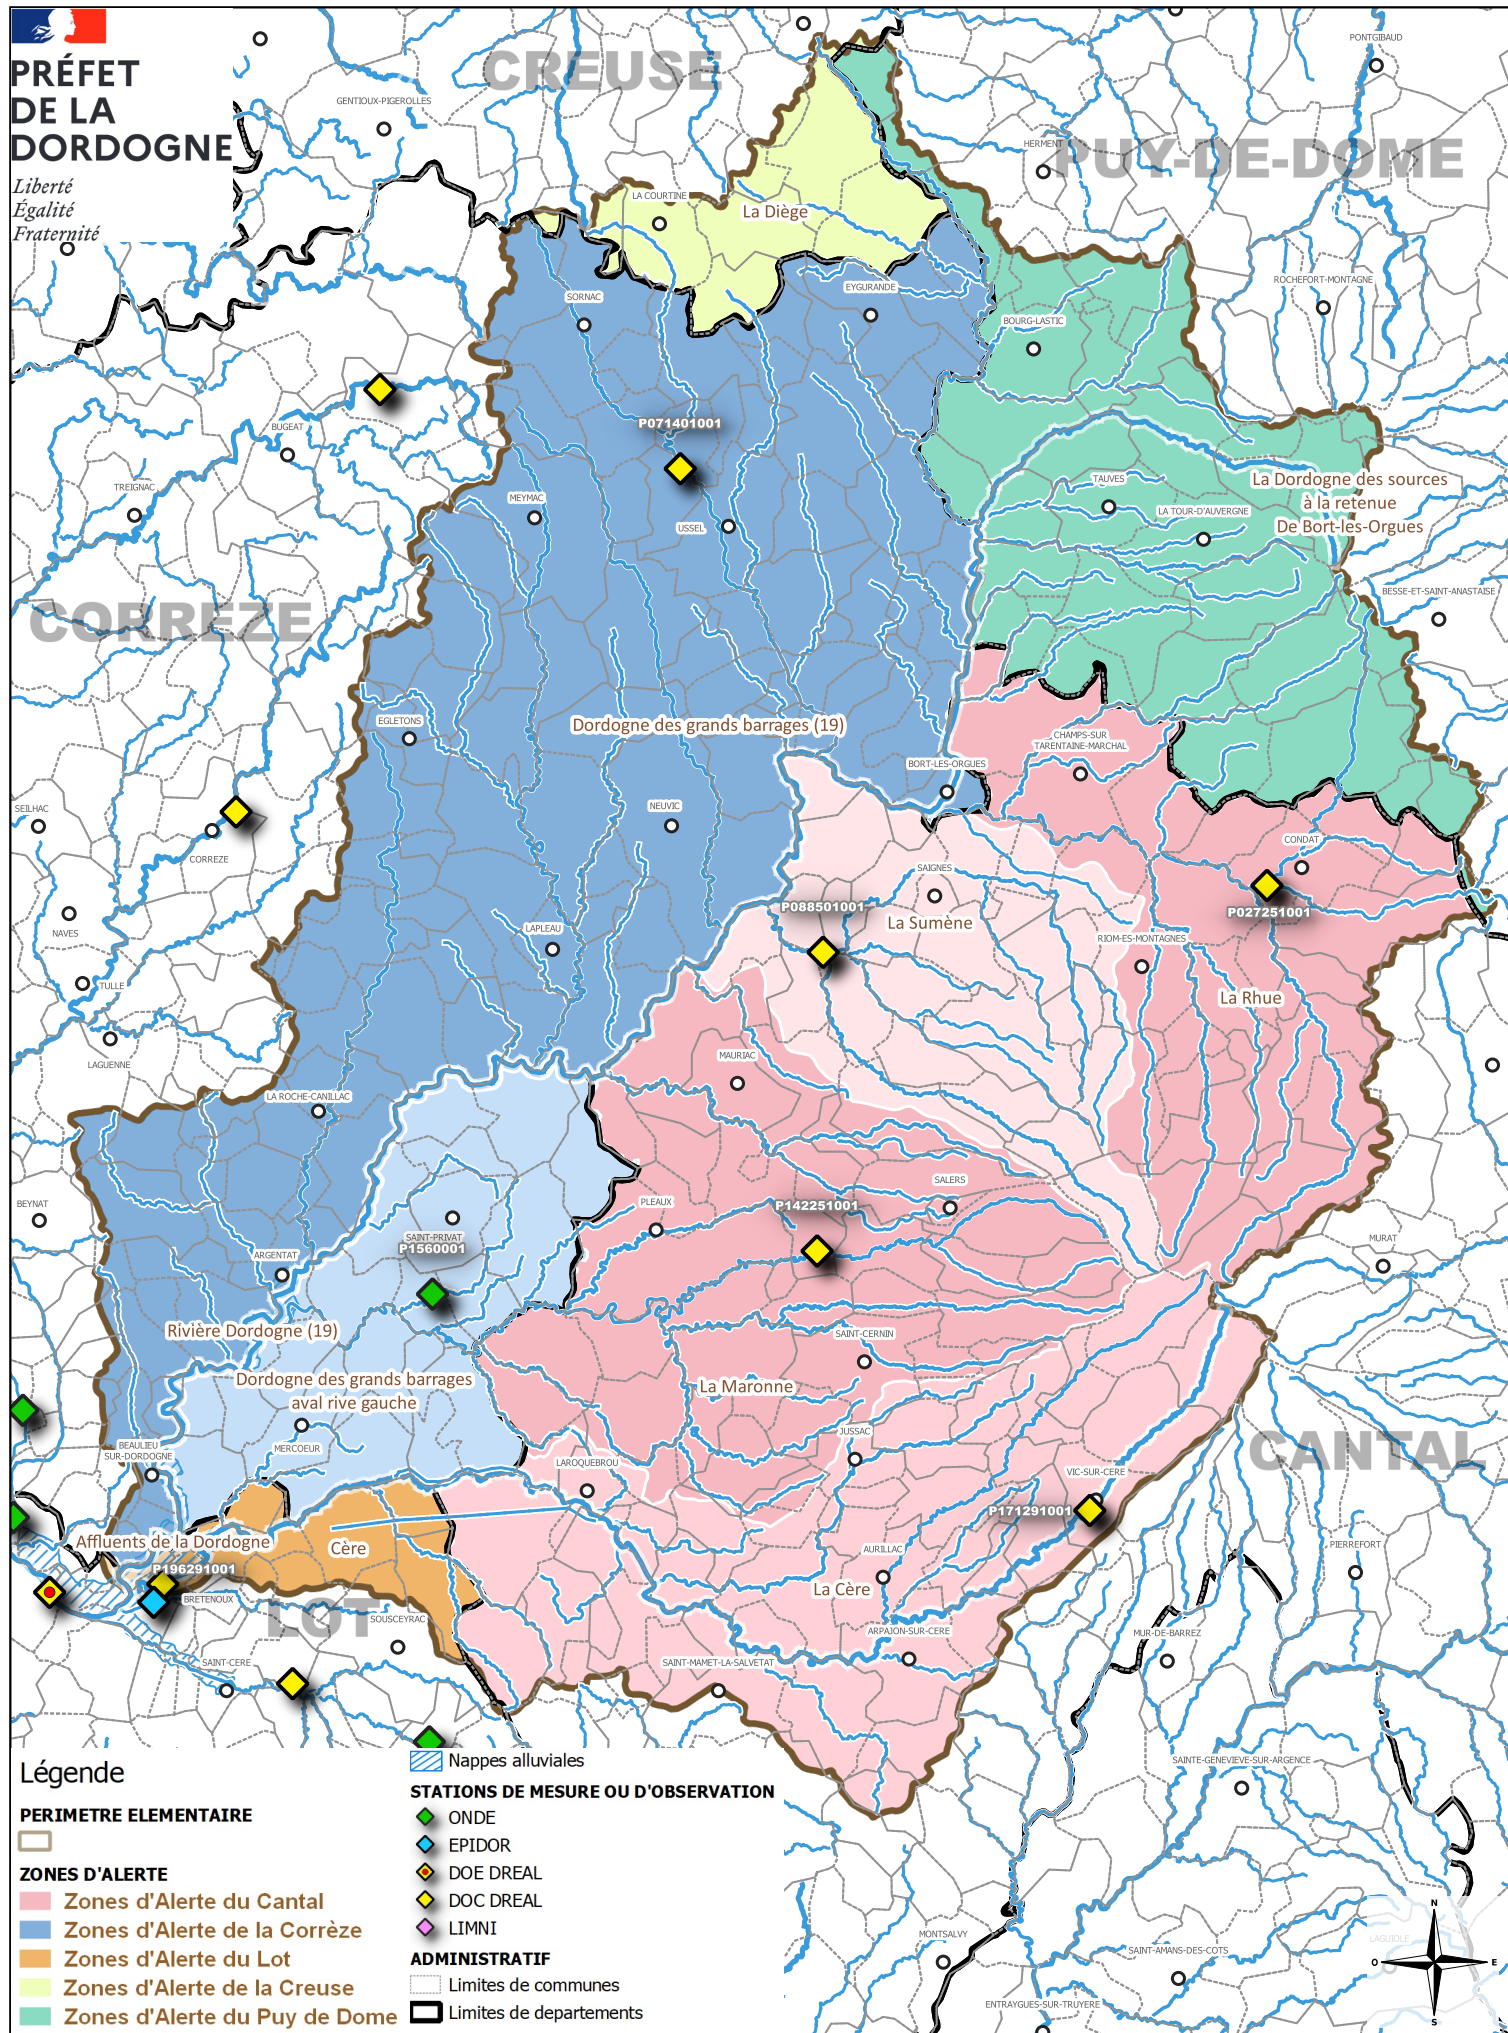 PRÉFET
DE LA
DORDOGNE
Liberté
Égalité
Fraternité
CREUSE
PUY-DE-DOME
PONTGIBAUD
GENTIOUX-PIGEROLLES
HERMENT
LA COURTINE
La Diège
ROCHEFORT-MONTAGNE
EYGURANDE
SORNAC
BOURG-LASTIC
P071401001
BUGEAT
TREIGNAC
MEYMAC
USSEL
TAUVES
LA TOUR-D'AUVERGNE
La Dordogne des sources
à la retenue
De Bort-les-Orgues
BESSE-ET-SAINT-ANASTAISE
CORREZE
EGLETONS
Dordogne des grands barrages (19)
CHAMPS-SUR
TARENTAINE-MARCHAL
BORT-LES-ORGUES
SEILHAC
NEUVIC
CORREZE
CONDAT
SAIGNES
P088501001
P027251001
La Sumène
NAVES
LAPLEAU
RIOM-ES-MONTAGNES
TULLE
La Rhue
LAGUENNE
MAURIAC
LA ROCHE-CANILLAC
BEYNAT
PLEAUX
SALERS
P142251001
SAINT-PRIVAT
P1560001
MURAT
ARGENTAT
Rivière Dordogne (19)
SAINT-CERNIN
Dordogne des grands barrages
aval rive gauche
La Maronne
JUSSAC
CANTAL
BEAULIEU
SUR-DORDOGNE
MERCOEUR
LAROQUEBROU
VIC-SUR-CERE
P171291001
Affluents de la Dordogne
Cère
AURILLAC
PIERREFORT
P196291001
La Cère
BRETENOUX
LOT
SOUSCEYRAC
ARPAJON-SUR-CERE
MUR-DE-BARREZ
SAINT-CERE
SAINT-MAMET-LA-SALVETAT
SAINTE-GENEVIEVE-SUR-ARGENCE
MONTSALVY
SAINT-AMANS-DES-COTS
LAGUIOLE
ENTRAYGUES-SUR-TRUYERE
N
O
E
S
Légende
PERIMETRE ELEMENTAIRE
ZONES D'ALERTE
Zones d'Alerte du Cantal
Zones d'Alerte de la Corrèze
Zones d'Alerte du Lot
Zones d'Alerte de la Creuse
Zones d'Alerte du Puy de Dome
Nappes alluviales
STATIONS DE MESURE OU D'OBSERVATION
ONDE
EPIDOR
DOE DREAL
DOC DREAL
LIMNI
ADMINISTRATIF
Limites de communes
Limites de departements